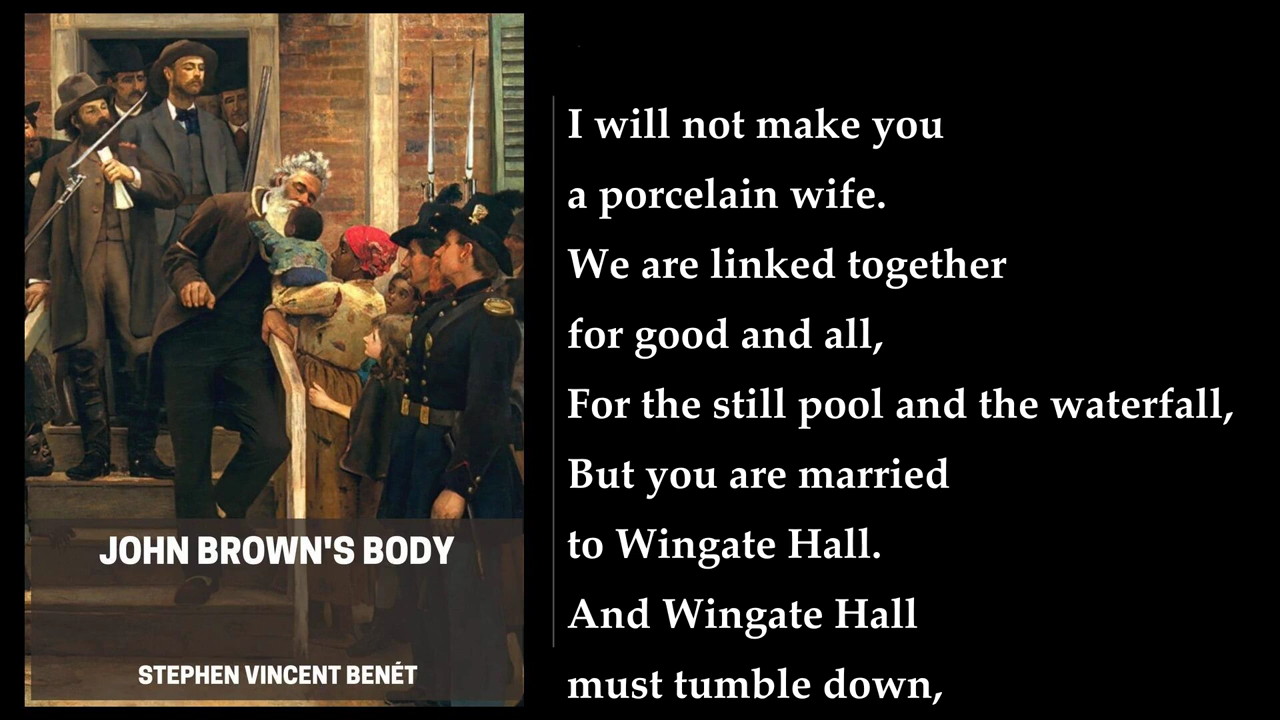 JOHN BROWN'S BODY
STEPHEN VINCENT BENÉT
I will not make you
a porcelain wife.
We are linked together
for good and all,
For the still pool and the waterfall,
But you are married
to Wingate Hall.
And Wingate Hall
must tumble down,